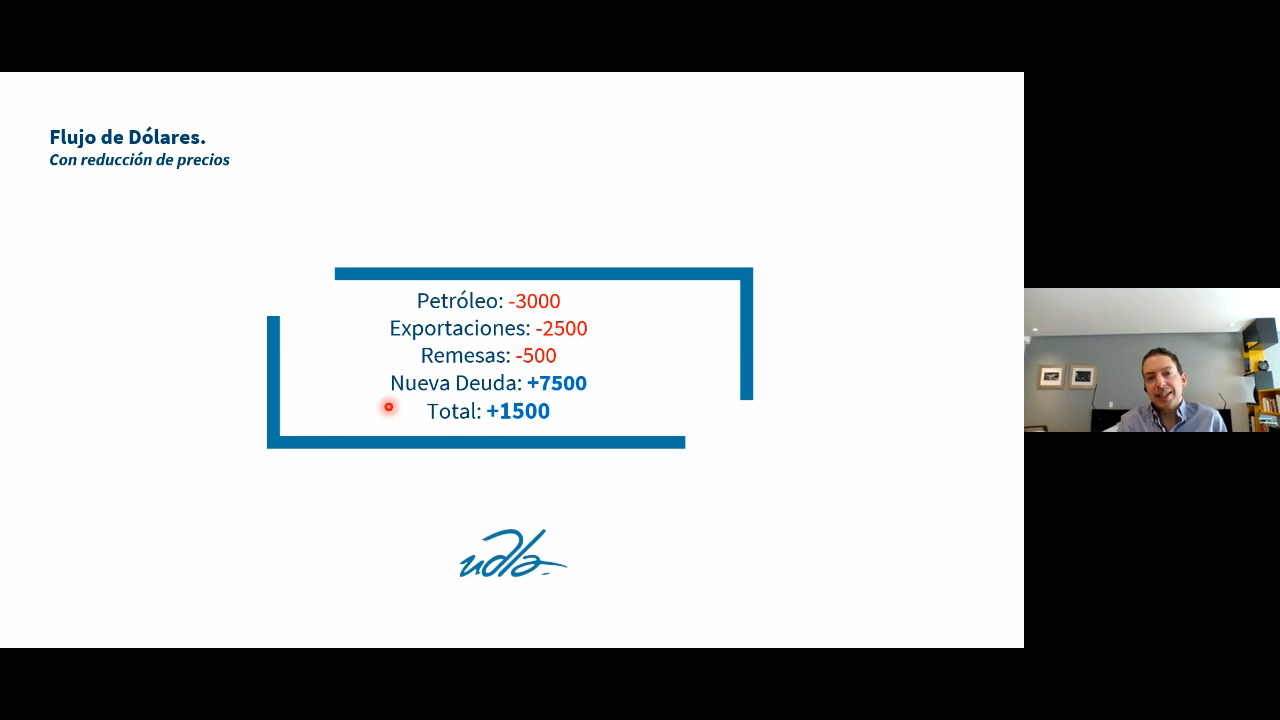 Flujo de Dólares.
Con reducción de precios
Petróleo: -3000
Exportaciones: -2500
Remesas: -500
Nueva Deuda: +7500
Total: +1500
udla-